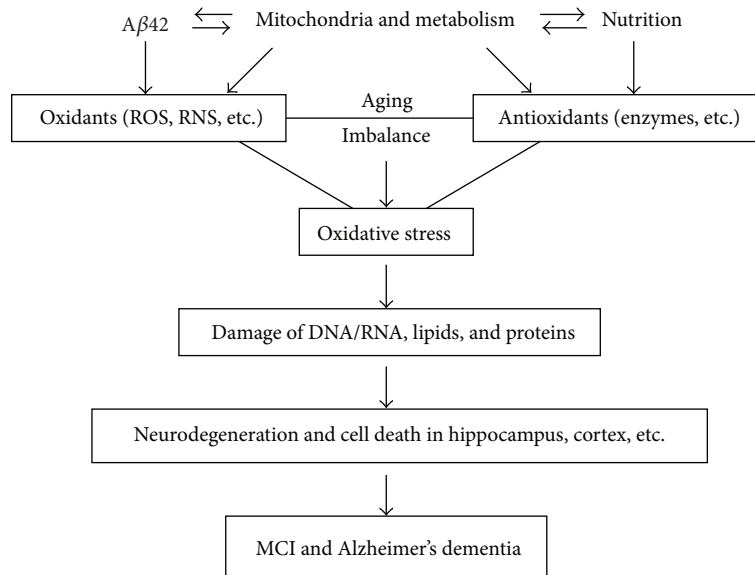 Aβ42
Mitochondria and metabolism
Nutrition
Oxidants (ROS, RNS, etc.)
Aging
Imbalance
Antioxidants (enzymes, etc.)
Oxidative stress
Damage of DNA/RNA, lipids, and proteins
Neurodegeneration and cell death in hippocampus, cortex, etc.
MCI and Alzheimer's dementia